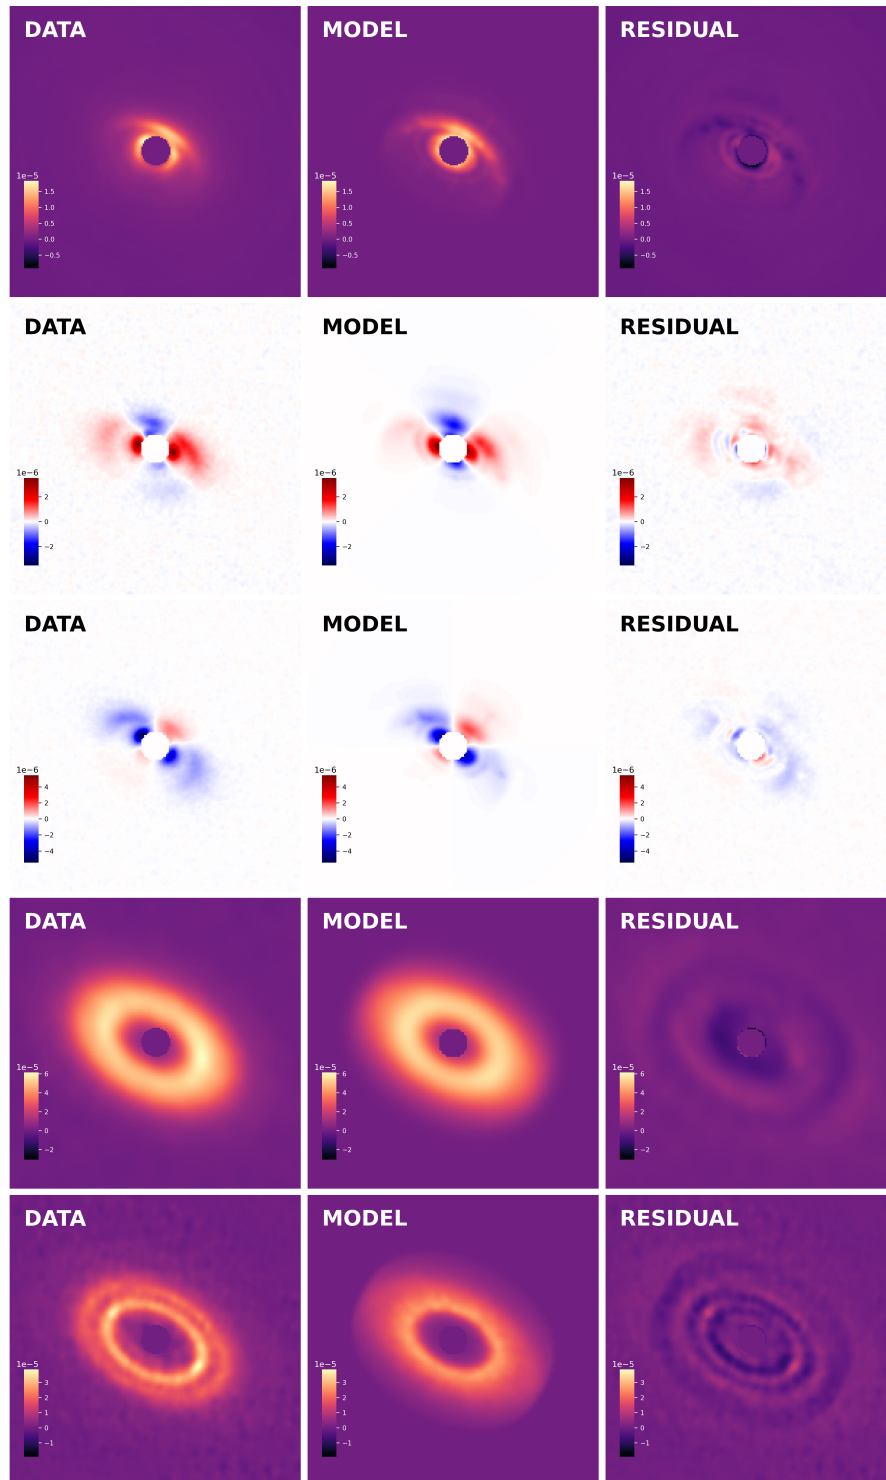 DATA MODEL RESIDUAL
1e−5 1e−5 1e−5
1.5 1.5 1.5
1.0 1.0 1.0
0.5 0.5 0.5
0.0 0.0 0.0
−0.5 −0.5 −0.5
DATA MODEL RESIDUAL
1e−6 1e−6 1e−6
2 2 2
0 0 0
−2 −2 −2
DATA MODEL RESIDUAL
1e−6 1e−6 1e−6
4 4 4
2 2 2
0 0 0
−2 −2 −2
−4 −4 −4
DATA MODEL RESIDUAL
1e−5 1e−5 1e−5
6 6 6
4 4 4
2 2 2
0 0 0
−2 −2 −2
DATA MODEL RESIDUAL
1e−5 1e−5 1e−5
3 3 3
2 2 2
1 1 1
0 0 0
−1 −1 −1